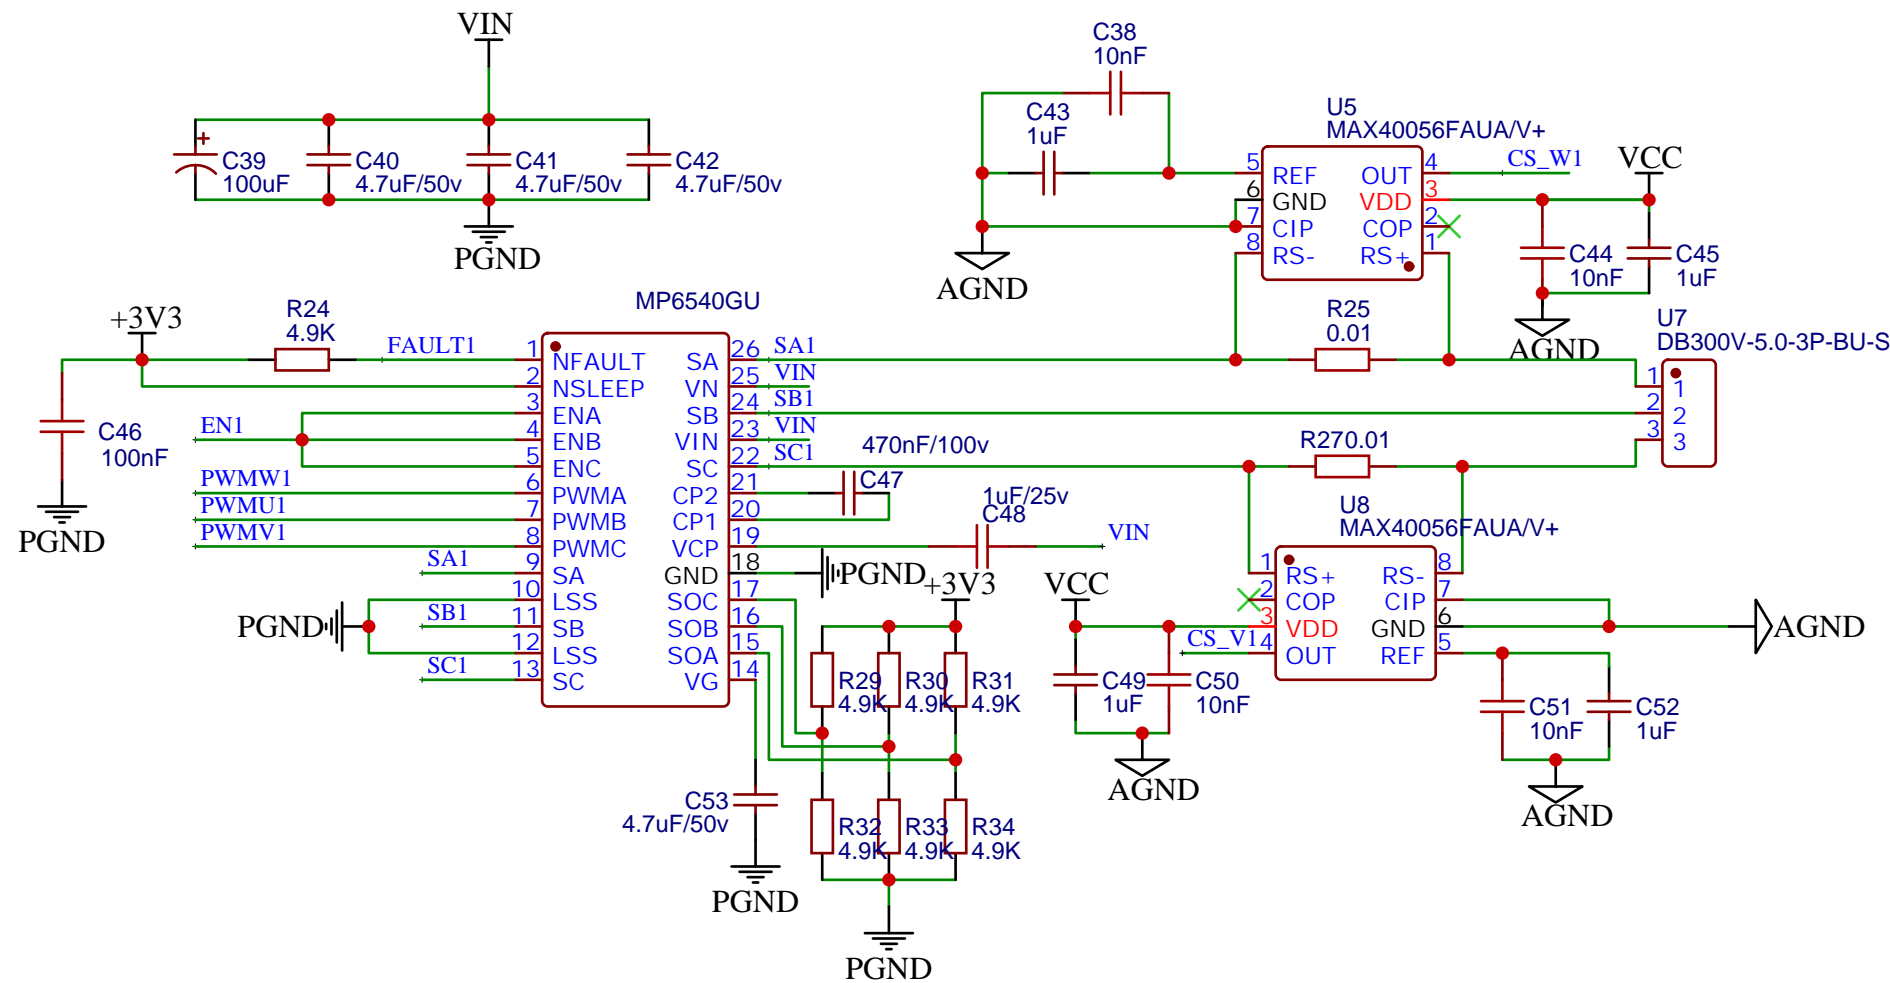 VIN
C39
100uF
C40
4.7uF/50v
C41
4.7uF/50v
C42
4.7uF/50v
PGND
C38
10nF
C43
1uF
AGND
U5
MAX40056FAUA/V+
5 REF OUT 4
6 GND VDD 3
7 CIP COP 2
8 RS- RS+ 1
CS_W1
VCC
C44
10nF
C45
1uF
AGND
+3V3
R24
4.9K
FAULT1
C46
100nF
PGND
EN1
PWMW1
PWMU1
PWMV1
SA1
SB1
SC1
PGND
MP6540GU
1 NFAULT SA 26
2 NSLEEP VN 25
3 ENA SB 24
4 ENB VIN 23
5 ENC SC 22
6 PWMA CP2 21
7 PWMB CP1 20
8 PWMC VCP 19
9 SA GND 18
10 LSS SOC 17
11 SB SOB 16
12 LSS SOA 15
13 SC VG 14
SA1
VIN
SB1
VIN
SC1
R25
0.01
U7
DB300V-5.0-3P-BU-S
1 1
2 2
3 3
R270.01
470nF/100v
C47
1uF/25v
C48
VIN
PGND
+3V3
R29
4.9K
R30
4.9K
R31
4.9K
R32
4.9K
R33
4.9K
R34
4.9K
PGND
C53
4.7uF/50v
PGND
U8
MAX40056FAUA/V+
1 RS+ RS- 8
2 COP CIP 7
3 VDD GND 6
4 OUT REF 5
VCC
CS_V1
C49
1uF
C50
10nF
AGND
AGND
C51
10nF
C52
1uF
AGND